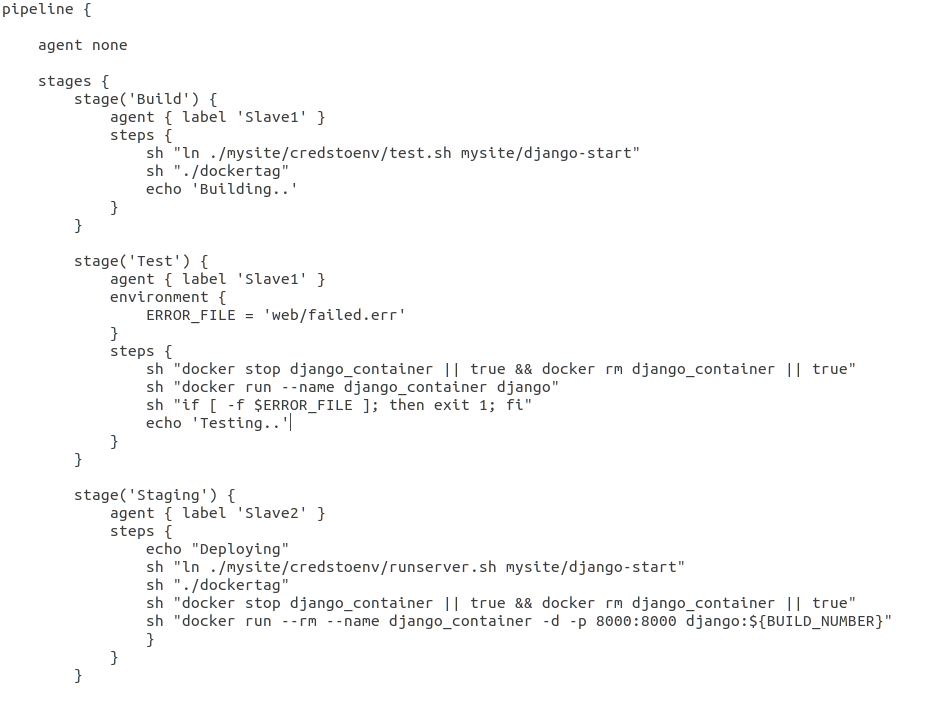 pipeline {
    agent none
    stages {
        stage('Build') {
            agent { label 'Slave1' }
            steps {
                sh "ln ./mysite/credstoenv/test.sh mysite/django-start"
                sh "./dockertag"
                echo 'Building..'
            }
        }
        stage('Test') {
            agent { label 'Slave1' }
            environment {
                ERROR_FILE = 'web/failed.err'
            }
            steps {
                sh "docker stop django_container || true && docker rm django_container || true"
                sh "docker run --name django_container django"
                sh "if [ -f $ERROR_FILE ]; then exit 1; fi"
                echo 'Testing..'
            }
        }
        stage('Staging') {
            agent { label 'Slave2' }
            steps {
                echo "Deploying"
                sh "ln ./mysite/credstoenv/runserver.sh mysite/django-start"
                sh "./dockertag"
                sh "docker stop django_container || true && docker rm django_container || true"
                sh "docker run --rm --name django_container -d -p 8000:8000 django:${BUILD_NUMBER}"
                }
            }
        }